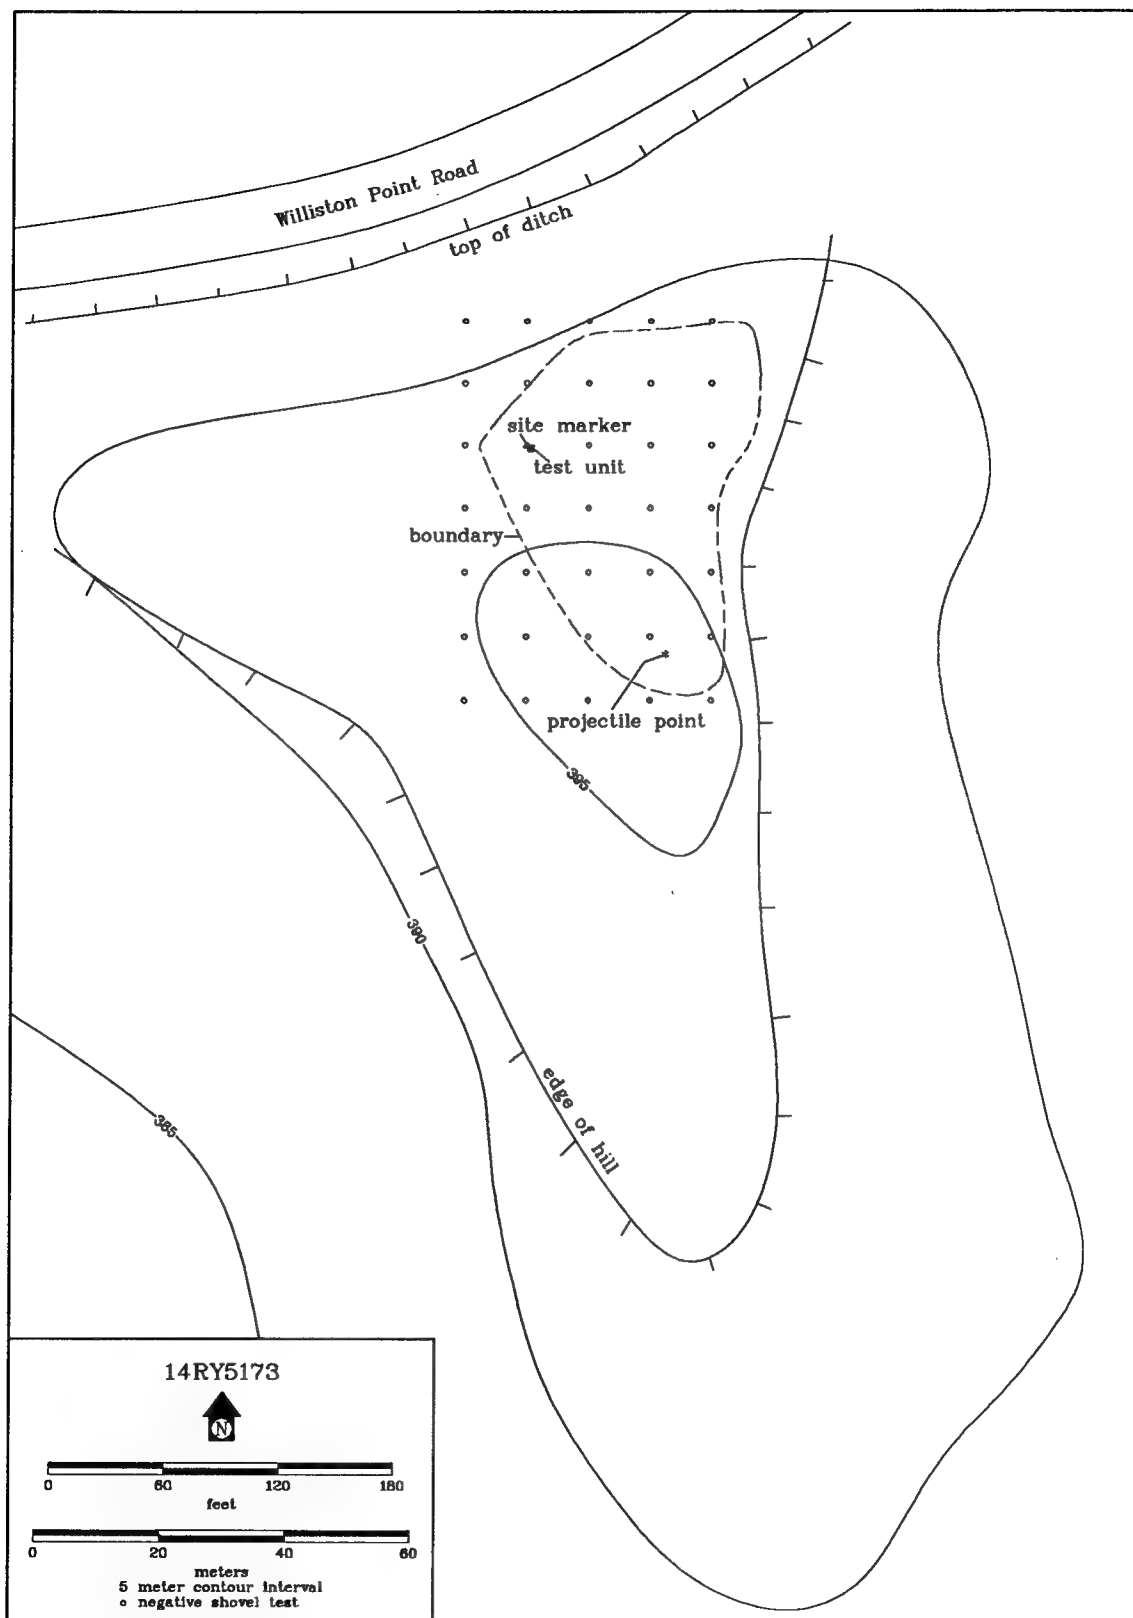 Williston Point Road
top of ditch
site marker
test unit
boundary
projectile point
395
390
385
edge of hill
14RY5173
N
0 60 120 180
feet
0 20 40 60
meters
5 meter contour interval
o negative shovel test